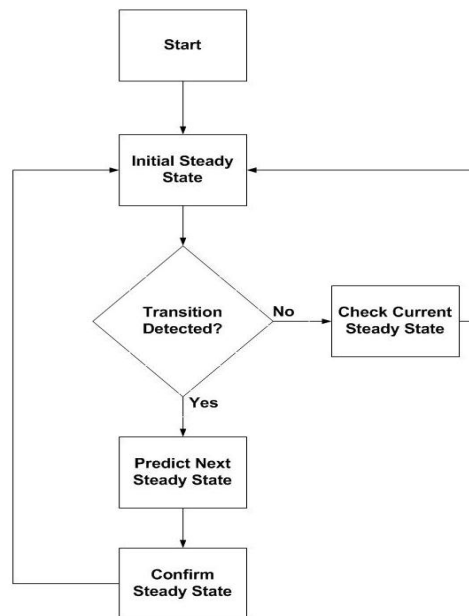 Start
Initial Steady
State
Transition
Detected?
No
Check Current
Steady State
Yes
Predict Next
Steady State
Confirm
Steady State